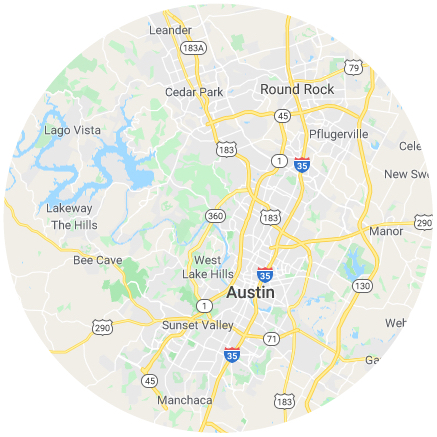 Leander
183A
79
Cedar Park
Round Rock
45
Lago Vista
Pflugerville
183
1
35
Cele
New Sw
Lakeway
360
183
The Hills
290
Manor
Bee Cave
West
Lake Hills
35
130
Austin
1
290
Sunset Valley
Web
71
35
Ga
45
Manchaca
183